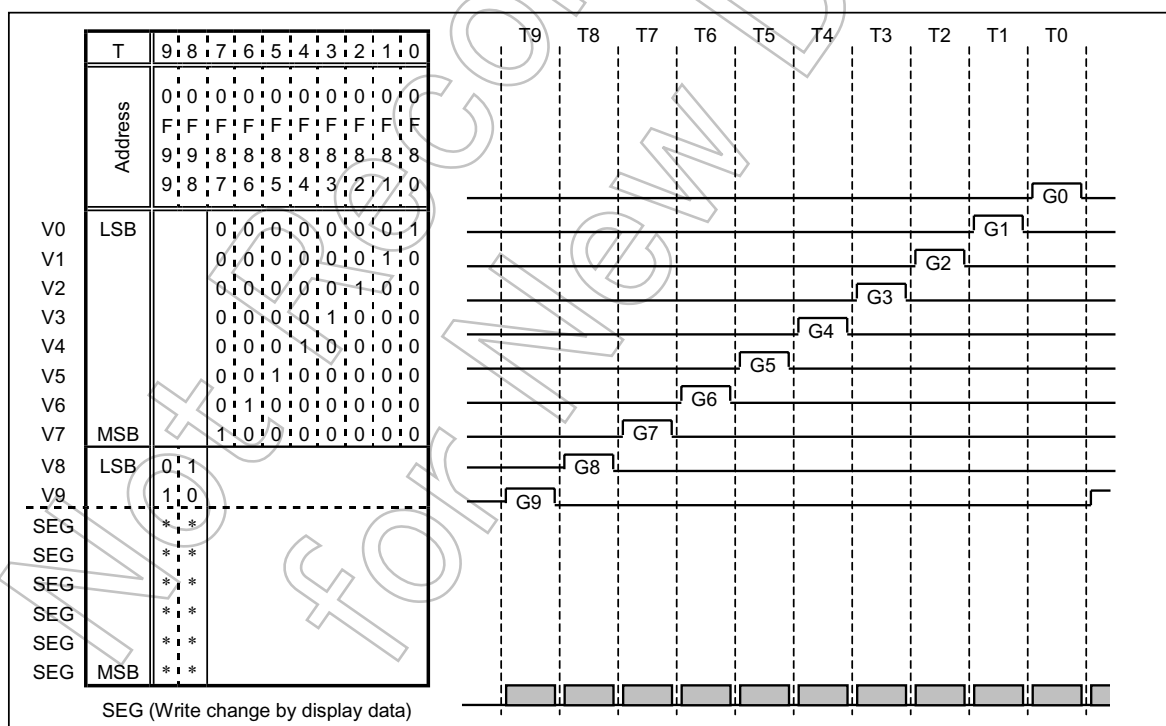 T9 T8 T7 T6 T5 T4 T3 T2 T1 T0
T 9 8 7 6 5 4 3 2 1 0
Address
0 0 0 0 0 0 0 0 0 0
F F F F F F F F F F
9 9 8 8 8 8 8 8 8 8
9 8 7 6 5 4 3 2 1 0
G0
V0 LSB 0 0 0 0 0 0 0 1 G1
V1 0 0 0 0 0 0 1 0 G2
V2 0 0 0 0 0 1 0 0 G3
V3 0 0 0 0 1 0 0 0 G4
V4 0 0 0 1 0 0 0 0 G5
V5 0 0 1 0 0 0 0 0 G6
V6 0 1 0 0 0 0 0 0
V7 MSB 1 0 0 0 0 0 0 0 G7
V8 LSB 0 1 G8
V9 1 0 G9
SEG * *
SEG * *
SEG * *
SEG * *
SEG * *
SEG MSB * *
SEG (Write change by display data)
Not Recom
for New D